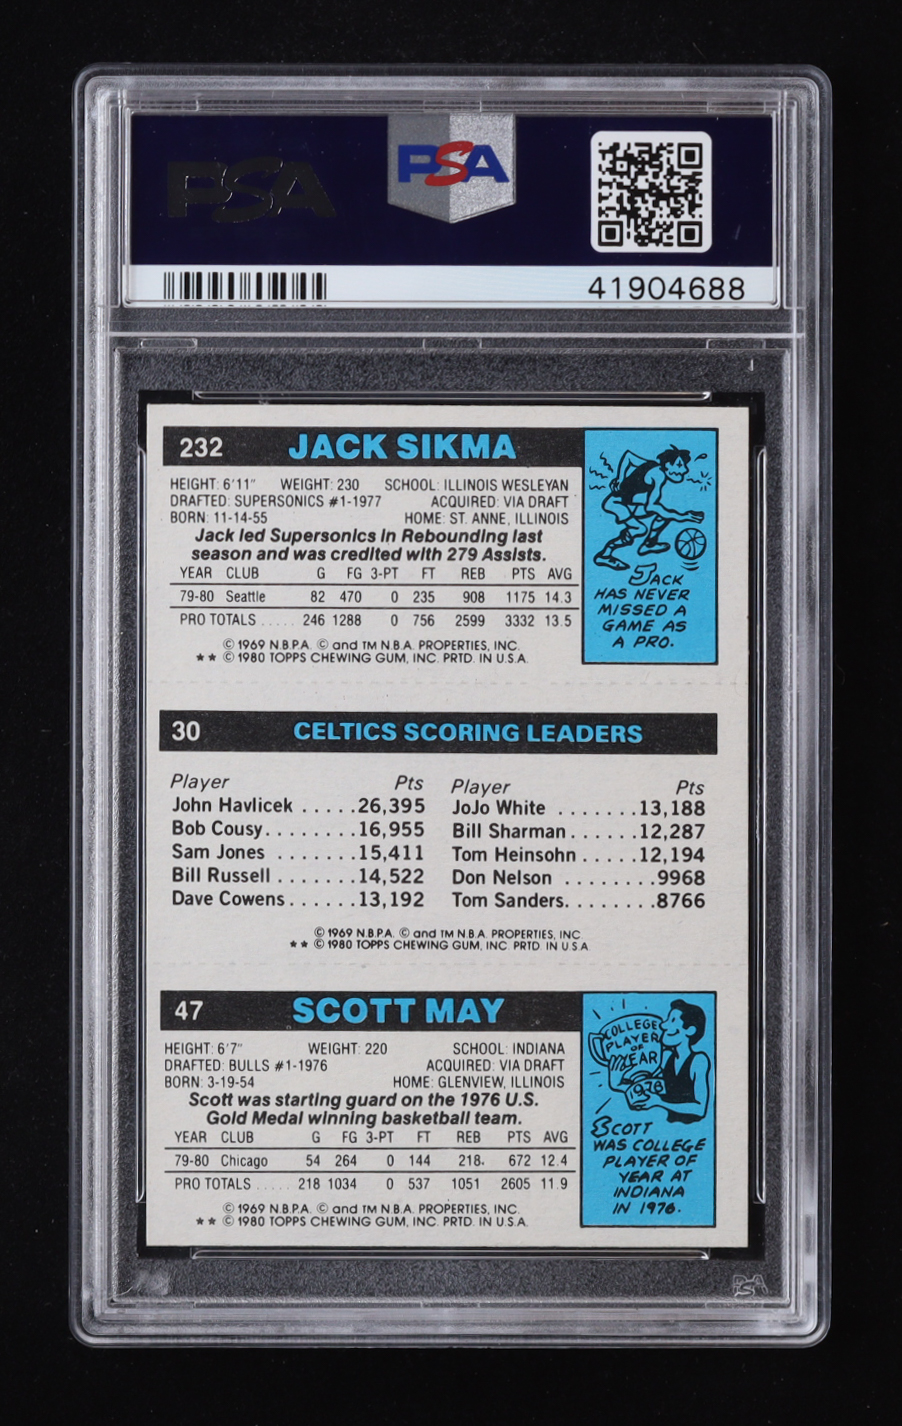 PSA
PSA
41904688
232 JACK SIKMA
HEIGHT: 6'11" WEIGHT: 230 SCHOOL: ILLINOIS WESLEYAN
DRAFTED: SUPERSONICS #1-1977 ACQUIRED: VIA DRAFT
BORN: 11-14-55 HOME: ST. ANNE, ILLINOIS
Jack led Supersonics in Rebounding last
season and was credited with 279 Assists.
YEAR CLUB G FG 3-PT FT REB PTS AVG
79-80 Seattle 82 470 0 235 908 1175 14.3
PRO TOTALS ..... 246 1288 0 756 2599 3332 13.5
© 1969 N.B.P.A. © and TM N.B.A. PROPERTIES, INC.
★★ © 1980 TOPPS CHEWING GUM, INC. PRTD. IN U.S.A.
JACK
HAS NEVER
MISSED A
GAME AS
A PRO.
30 CELTICS SCORING LEADERS
Player Pts Player Pts
John Havlicek .....26,395 JoJo White .......13,188
Bob Cousy........16,955 Bill Sharman......12,287
Sam Jones .......15,411 Tom Heinsohn.....12,194
Bill Russell .......14,522 Don Nelson ........9968
Dave Cowens......13,192 Tom Sanders........8766
© 1969 N.B.P.A. © and TM N.B.A. PROPERTIES, INC.
★★ © 1980 TOPPS CHEWING GUM, INC. PRTD. IN U.S.A.
47 SCOTT MAY
HEIGHT: 6'7" WEIGHT: 220 SCHOOL: INDIANA
DRAFTED: BULLS #1-1976 ACQUIRED: VIA DRAFT
BORN: 3-19-54 HOME: GLENVIEW, ILLINOIS
Scott was starting guard on the 1976 U.S.
Gold Medal winning basketball team.
YEAR CLUB G FG 3-PT FT REB PTS AVG
79-80 Chicago 54 264 0 144 218. 672 12.4
PRO TOTALS ..... 218 1034 0 537 1051 2605 11.9
© 1969 N.B.P.A. © and TM N.B.A. PROPERTIES, INC.
★★ © 1980 TOPPS CHEWING GUM, INC. PRTD. IN U.S.A.
COLLEGE
PLAYER
OF
YEAR
1976
SCOTT
WAS COLLEGE
PLAYER OF
YEAR AT
INDIANA
IN 1976.
PSA